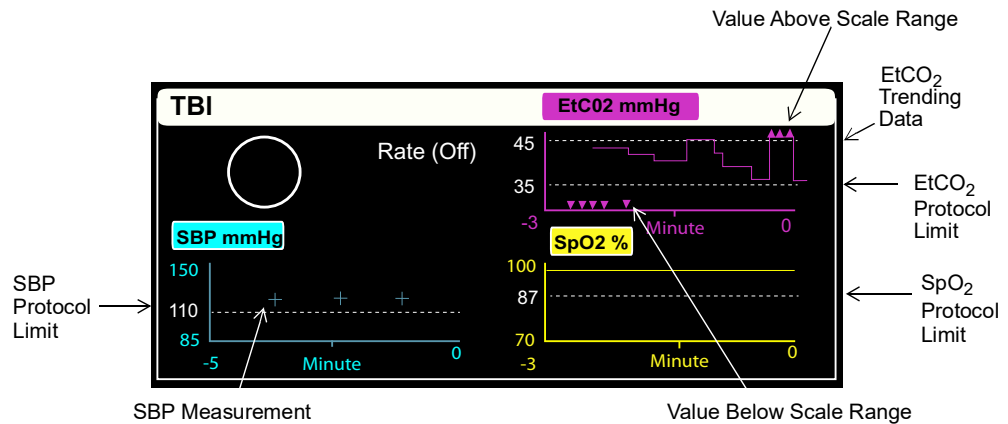 Value Above Scale Range
EtCO2
Trending
Data
TBI
EtC02 mmHg
Rate (Off)
45
35
-3
Minute
0
EtCO2
Protocol
Limit
SBP mmHg
150
110
85
-5
Minute
0
SBP
Protocol
Limit
SpO2 %
100
87
70
-3
Minute
0
SpO2
Protocol
Limit
SBP Measurement
Value Below Scale Range